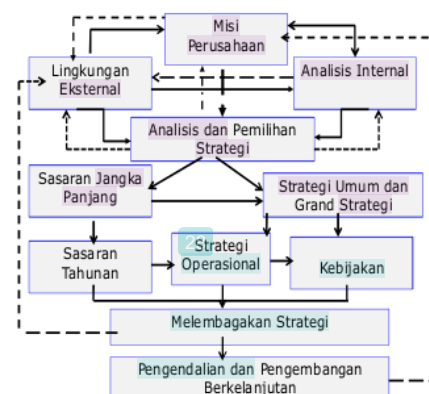 Misi
Perusahaan
Lingkungan
Eksternal
Analisis Internal
Analisis dan Pemilihan
Strategi
Sasaran Jangka
Panjang
Strategi Umum dan
Grand Strategi
Sasaran
Tahunan
Strategi
Operasional
Kebijakan
Melembagakan Strategi
Pengendalian dan Pengembangan
Berkelanjutan